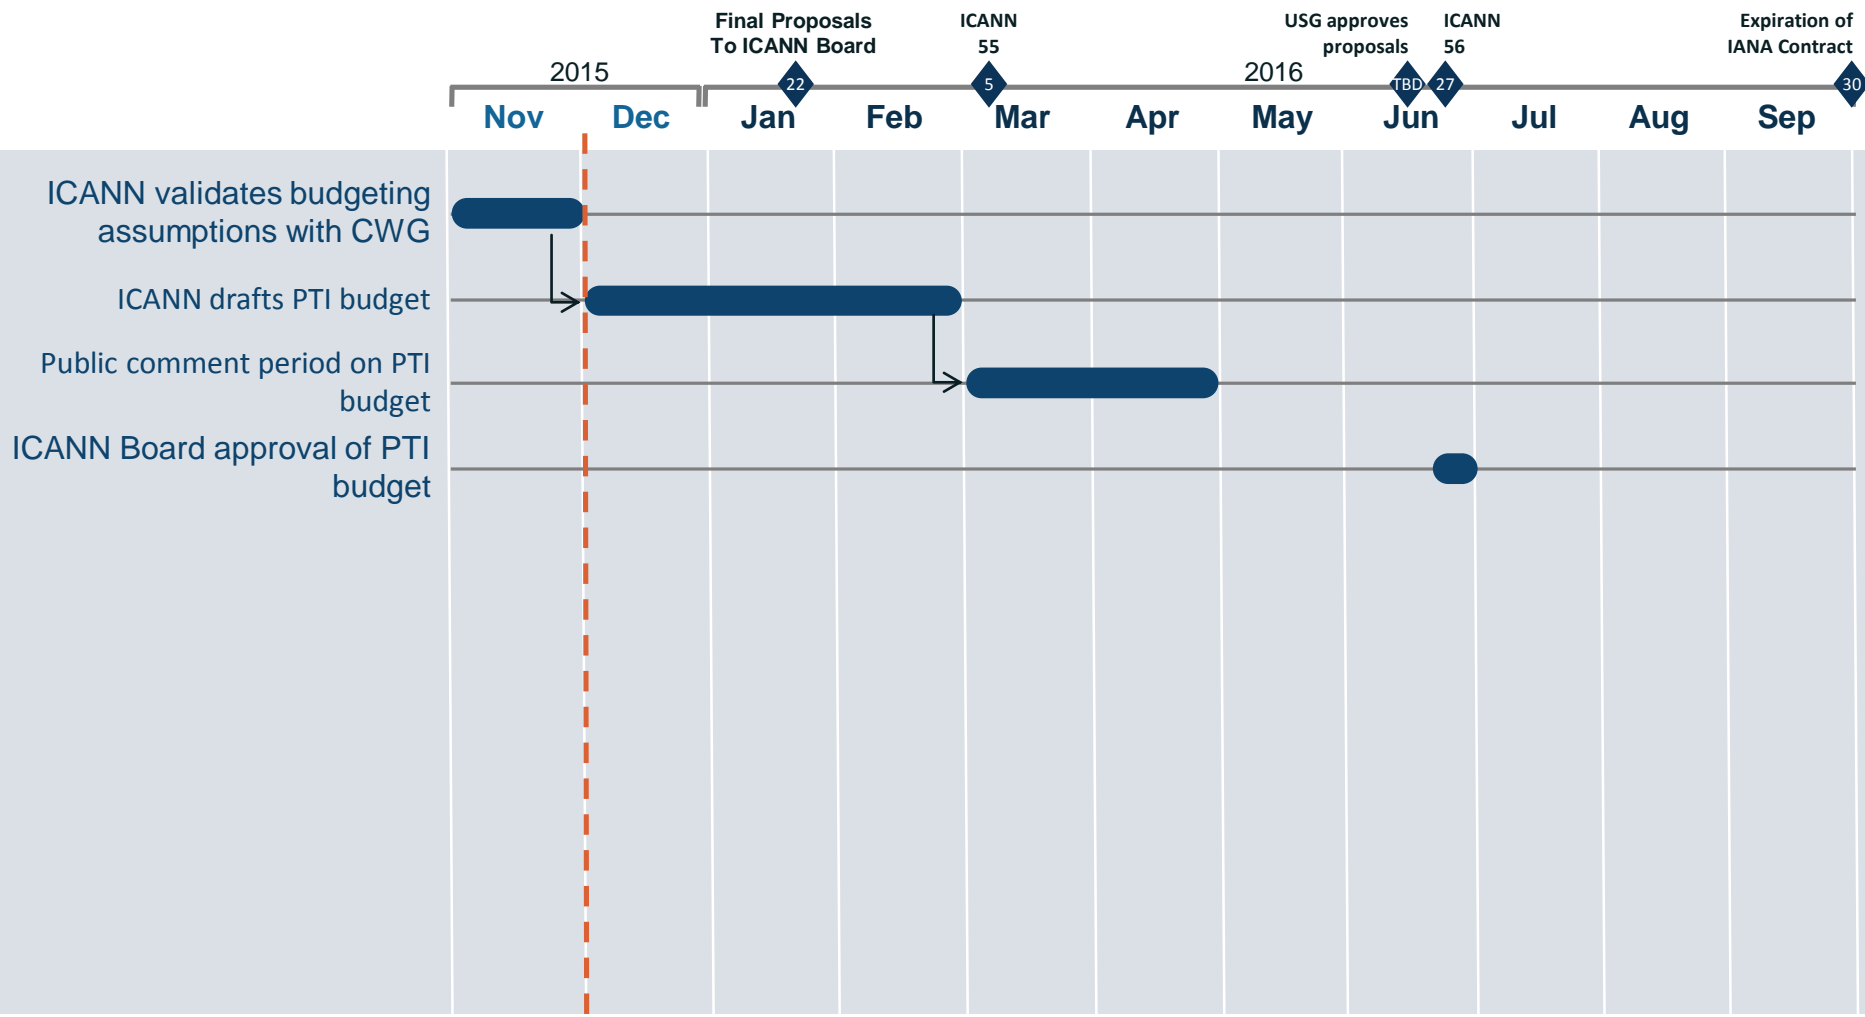 Final Proposals
To ICANN Board
ICANN
55
USG approves
proposals
ICANN
56
Expiration of
IANA Contract
2015
2016
22
5
TBD
27
30
Nov Dec Jan Feb Mar Apr May Jun Jul Aug Sep
ICANN validates budgeting
assumptions with CWG
ICANN drafts PTI budget
Public comment period on PTI
budget
ICANN Board approval of PTI
budget